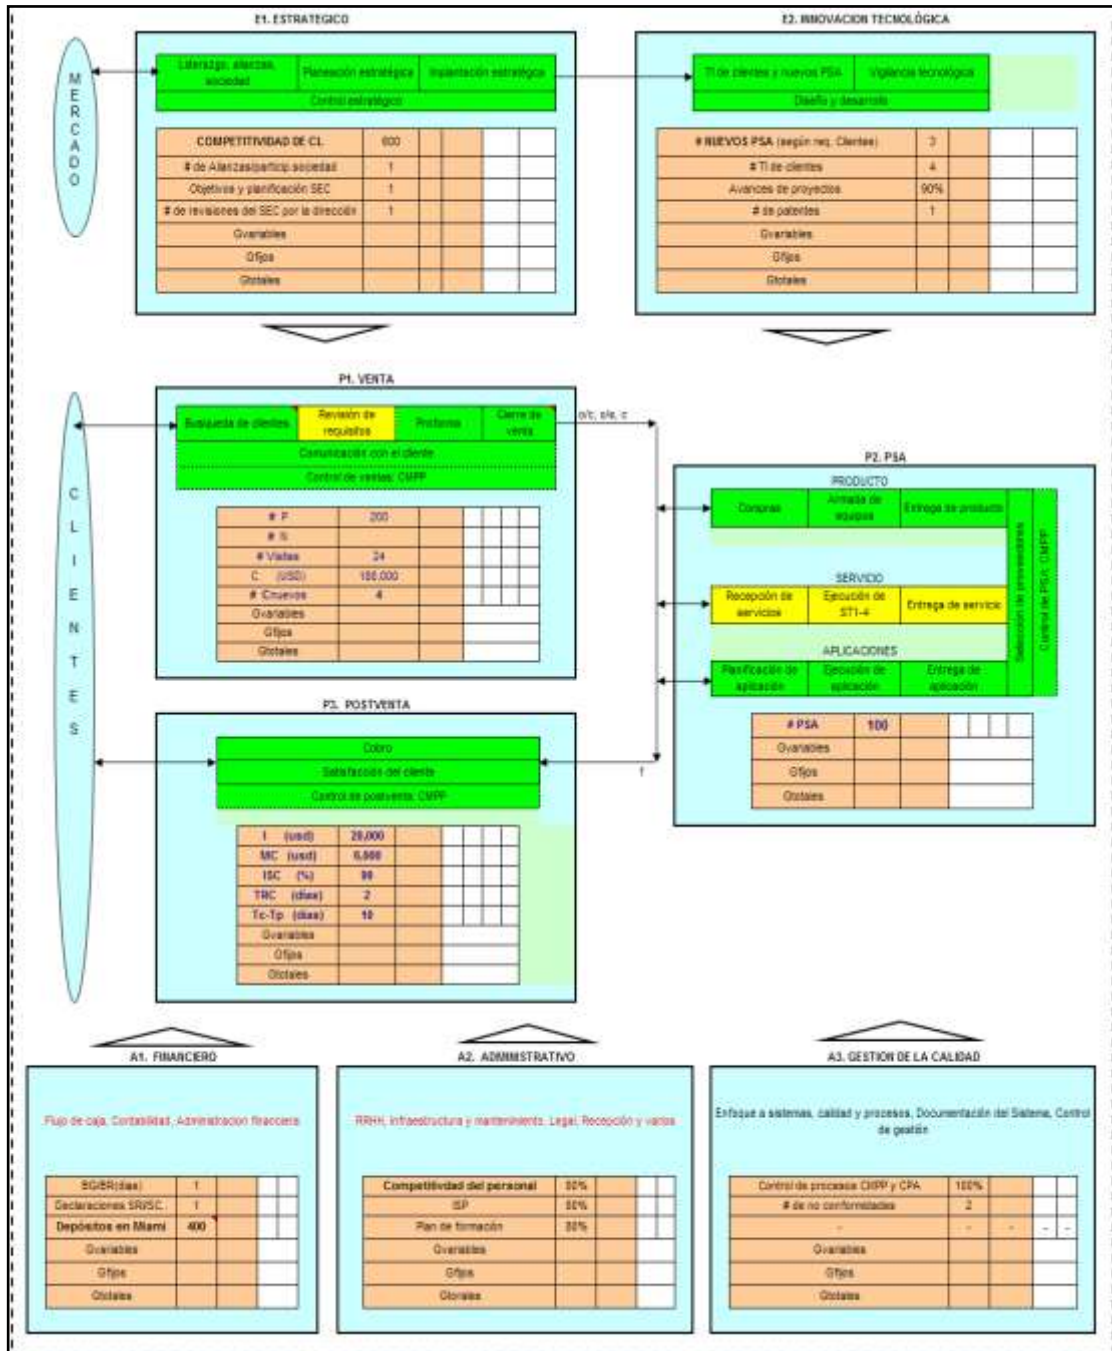 E1. ESTRATEGICO
E2. INNOVACION TECNOLÓGICA
MERCADO
Liderazgo, alianzas, sociedad
Planeación estratégica
Implantación estratégica
Control estratégico
TI de clientes y nuevos PSA
Vigilancia tecnológica
Diseño y desarrollo
COMPETITIVIDAD DE CL 600
# de Alianzas/particip.sociedad 1
Objetivos y planificación SEC 1
# de revisiones del SEC por la dirección 1
Gvariables
Gfijos
Gtotales
# NUEVOS PSA (según req. Clientes) 3
# TI de clientes 4
Avances de proyectos 90%
# de patentes 1
Gvariables
Gfijos
Gtotales
P1. VENTA
Búsqueda de clientes
Revisión de requisitos
Proforma
Cierre de venta
Comunicación con el cliente
Control de ventas: CMPP
o/c, o/e, c
# P 200
# N
# Visitas 24
C (USD)
# Cnuevos 4
Gvariables
Gfijos
Gtotales
CLIENTES
P2. PSA
PRODUCTO
Compras
Armada de equipos
Entrega de producto
SERVICIO
Recepción de servicios
Ejecución de ST1-4
Entrega de servicio
APLICACIONES
Planificación de aplicación
Ejecución de aplicación
Entrega de aplicación
Selección de proveedores
Control de PSA: CMPP
# PSA 100
Gvariables
Gfijos
Gtotales
P3. POSTVENTA
Cobro
Satisfacción del cliente
Control de postventa: CMPP
f
I (usd) 20,000
MC (usd)
ISC (%)
TRC (días) 2
Tc-Tp (días) 10
Gvariables
Gfijos
Gtotales
A1. FINANCIERO
A2. ADMINISTRATIVO
A3. GESTION DE LA CALIDAD
Flujo de caja, Contabilidad, Administracion financiera
RRHH, Infraestructura y mantenimiento, Legal, Recepción y varios
Enfoque a sistemas, calidad y procesos, Documentación del Sistema, Control de gestión
BG/BR(días) 1
Declaraciones SRI/SC. 1
Depósitos en Miami 400
Gvariables
Gfijos
Gtotales
Competitividad del personal 80%
ISP 80%
Plan de formación 80%
Gvariables
Gfijos
Gtotales
Control de procesos CMPP y CPA 100%
# de no conformidades 2
- - - - -
Gvariables
Gfijos
Gtotales